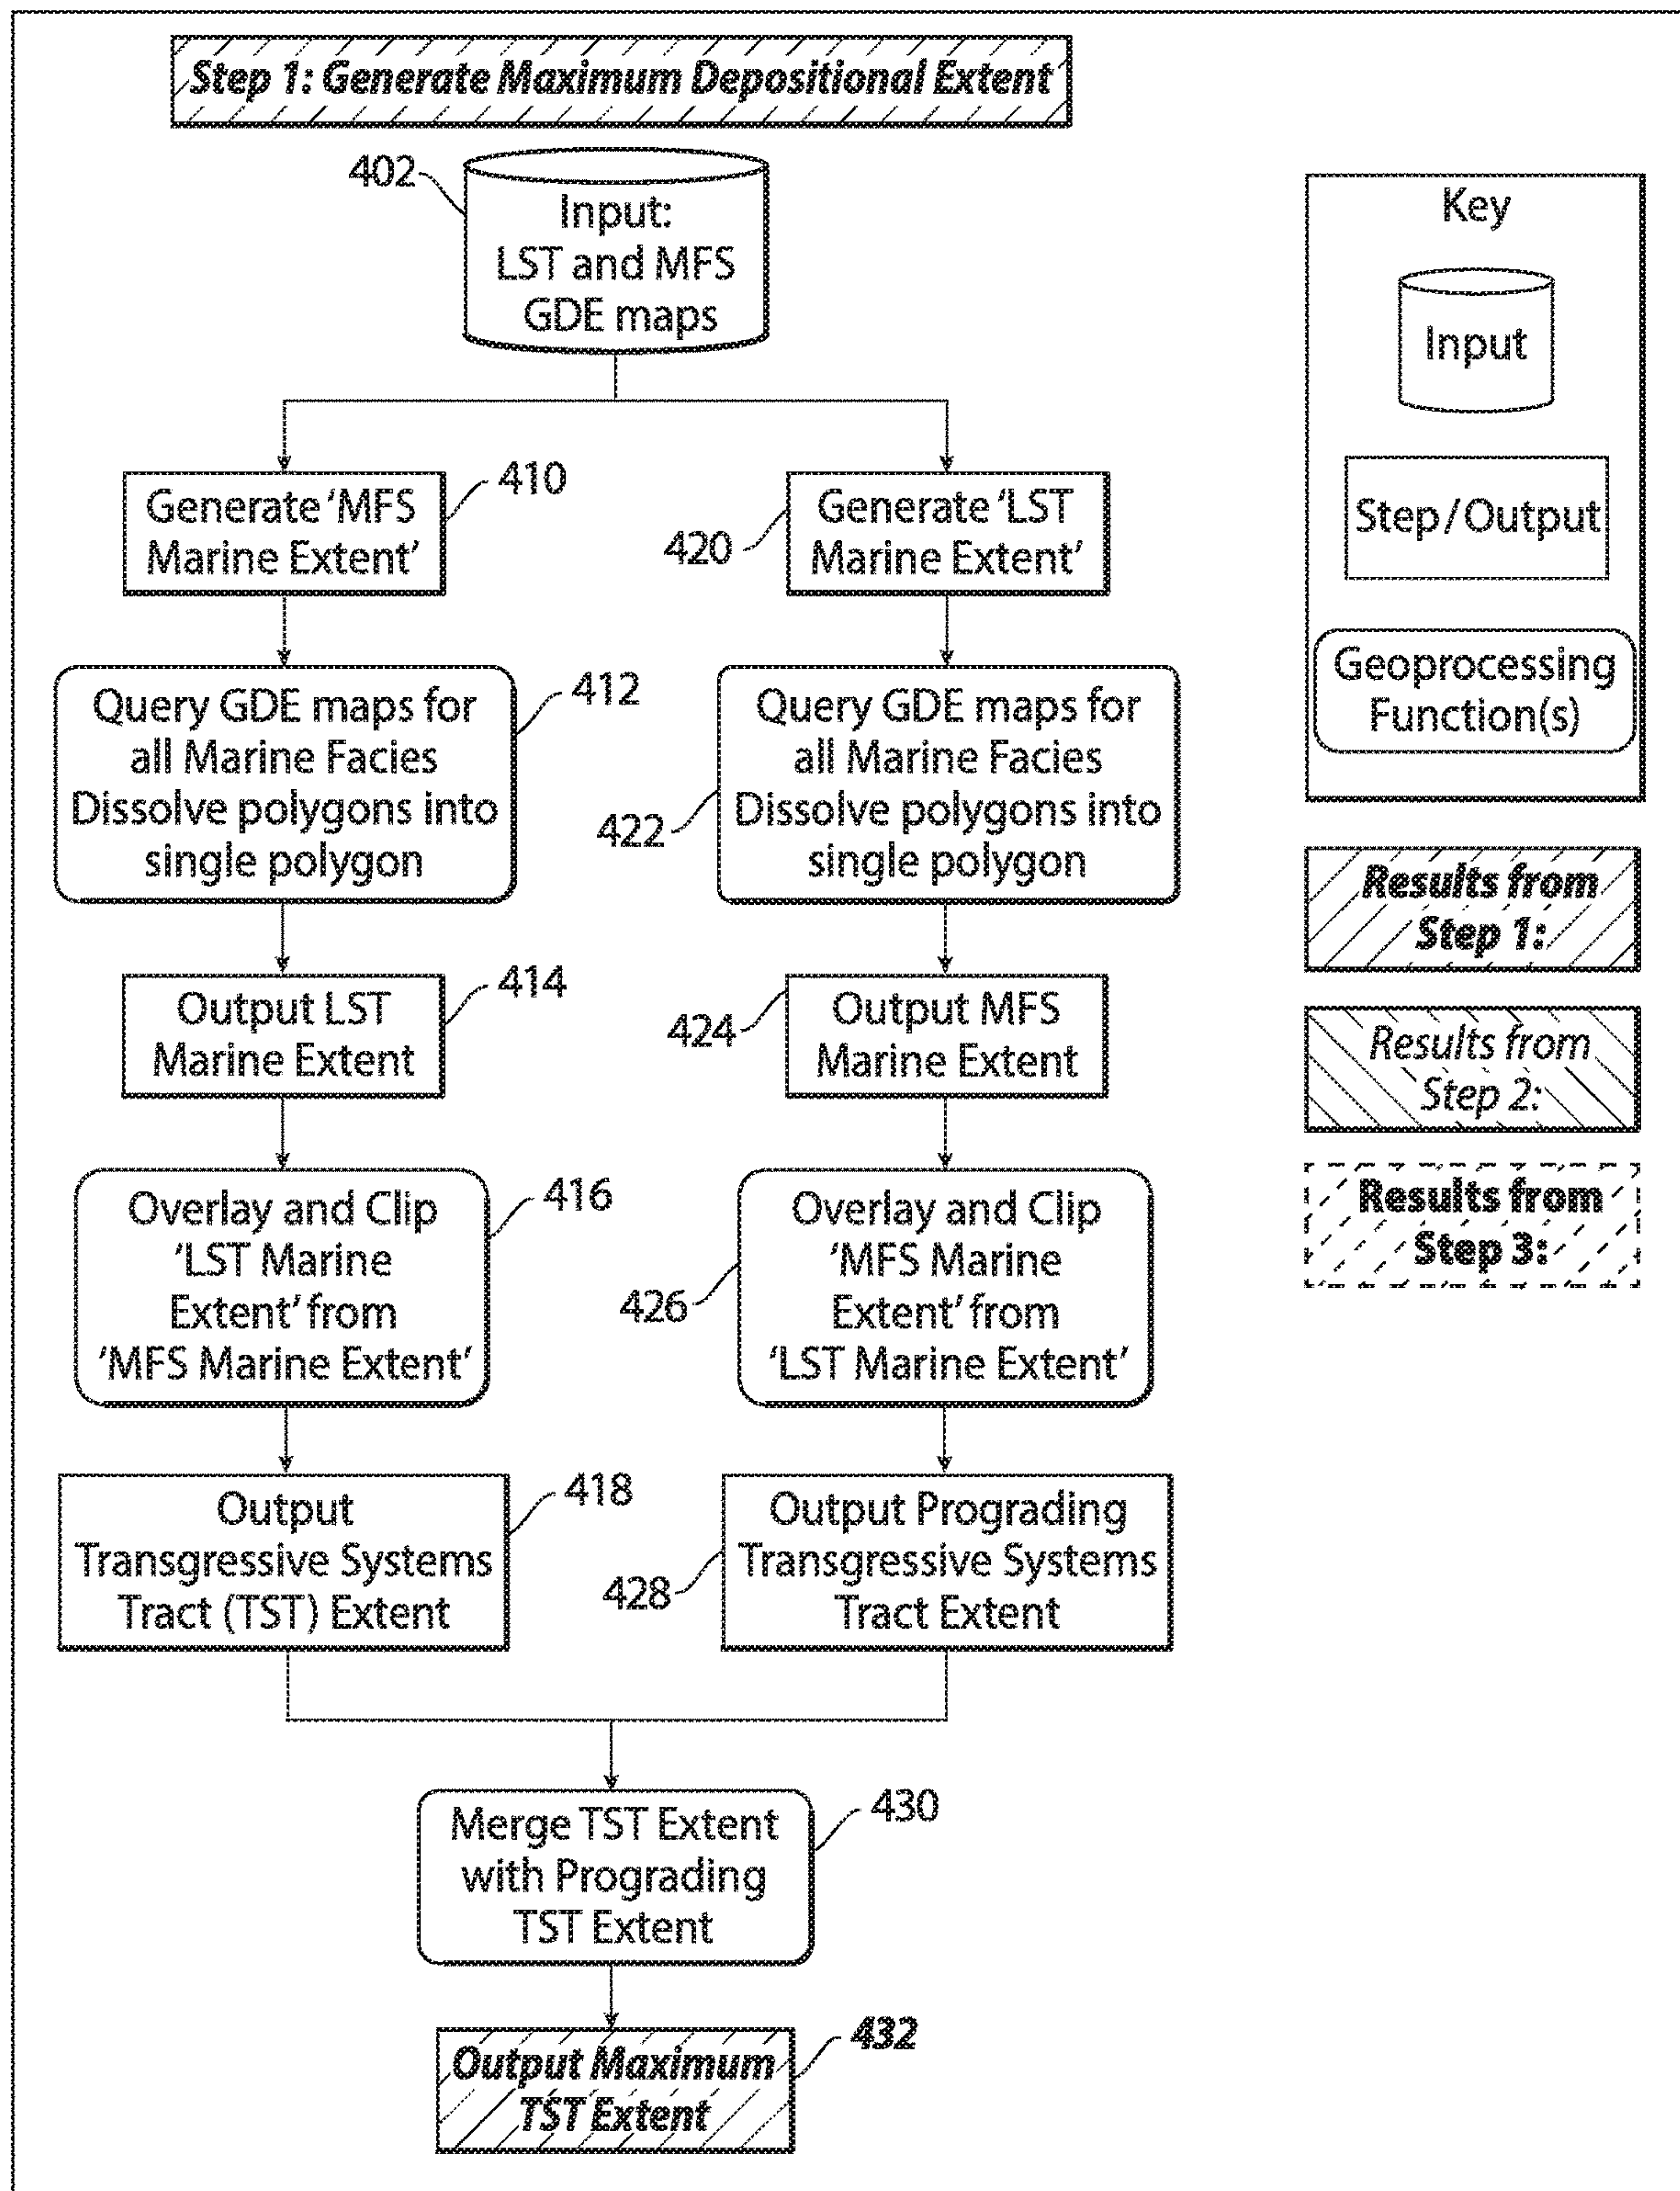 Step 1: Generate Maximum Depositional Extent
402
Input:
LST and MFS
GDE maps
Generate ‘MFS
Marine Extent’
410
420
Generate ‘LST
Marine Extent’
Query GDE maps for
all Marine Facies
Dissolve polygons into
single polygon
412
422
Query GDE maps for
all Marine Facies
Dissolve polygons into
single polygon
Output LST
Marine Extent
414
424
Output MFS
Marine Extent
Overlay and Clip
‘LST Marine
Extent’ from
‘MFS Marine Extent’
416
426
Overlay and Clip
‘MFS Marine
Extent’ from
‘LST Marine Extent’
Output
Transgressive Systems
Tract (TST) Extent
418
428
Output Prograding
Transgressive Systems
Tract Extent
Merge TST Extent
with Prograding
TST Extent
430
Output Maximum
TST Extent
432
Key
Input
Step/Output
Geoprocessing
Function(s)
Results from
Step 1:
Results from
Step 2:
Results from
Step 3: